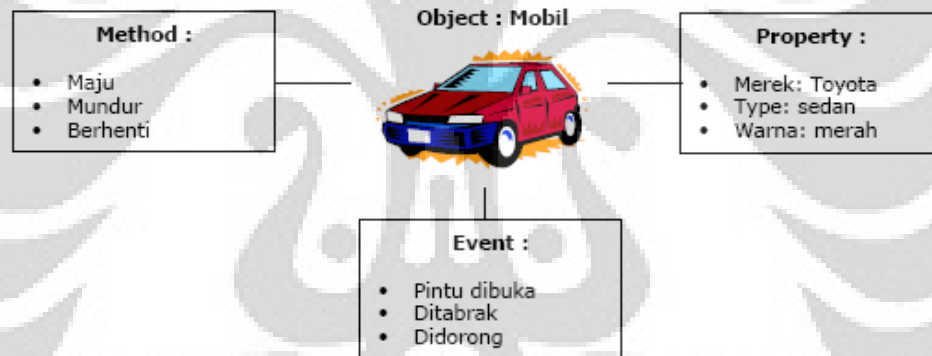 Object : Mobil
Method :
• Maju
• Mundur
• Berhenti
Property :
• Merek: Toyota
• Type: sedan
• Warna: merah
Event :
• Pintu dibuka
• Ditabrak
• Didorong